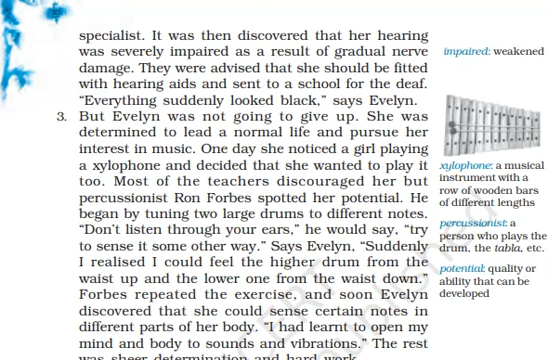 specialist. It was then discovered that her hearing
was severely impaired as a result of gradual nerve
damage. They were advised that she should be fitted
with hearing aids and sent to a school for the deaf.
“Everything suddenly looked black,” says Evelyn.
3. But Evelyn was not going to give up. She was
determined to lead a normal life and pursue her
interest in music. One day she noticed a girl playing
a xylophone and decided that she wanted to play it
too. Most of the teachers discouraged her but
percussionist Ron Forbes spotted her potential. He
began by tuning two large drums to different notes.
“Don’t listen through your ears,” he would say, “try
to sense it some other way.” Says Evelyn, “Suddenly
I realised I could feel the higher drum from the
waist up and the lower one from the waist down.”
Forbes repeated the exercise, and soon Evelyn
discovered that she could sense certain notes in
different parts of her body. “I had learnt to open my
mind and body to sounds and vibrations.” The rest
was sheer determination and hard work.
impaired: weakened
xylophone: a musical
instrument with a
row of wooden bars
of different lengths
percussionist: a
person who plays the
drum, the tabla, etc.
potential: quality or
ability that can be
developed